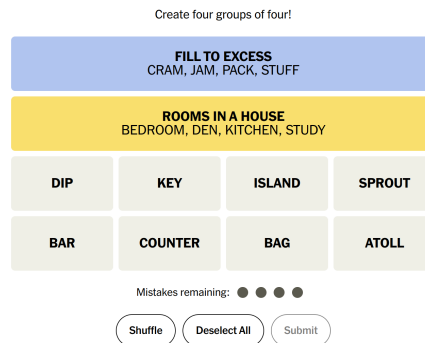 Create four groups of four!
FILL TO EXCESS
CRAM, JAM, PACK, STUFF
ROOMS IN A HOUSE
BEDROOM, DEN, KITCHEN, STUDY
DIP KEY ISLAND SPROUT
BAR COUNTER BAG ATOLL
Mistakes remaining:
Shuffle Deselect All Submit